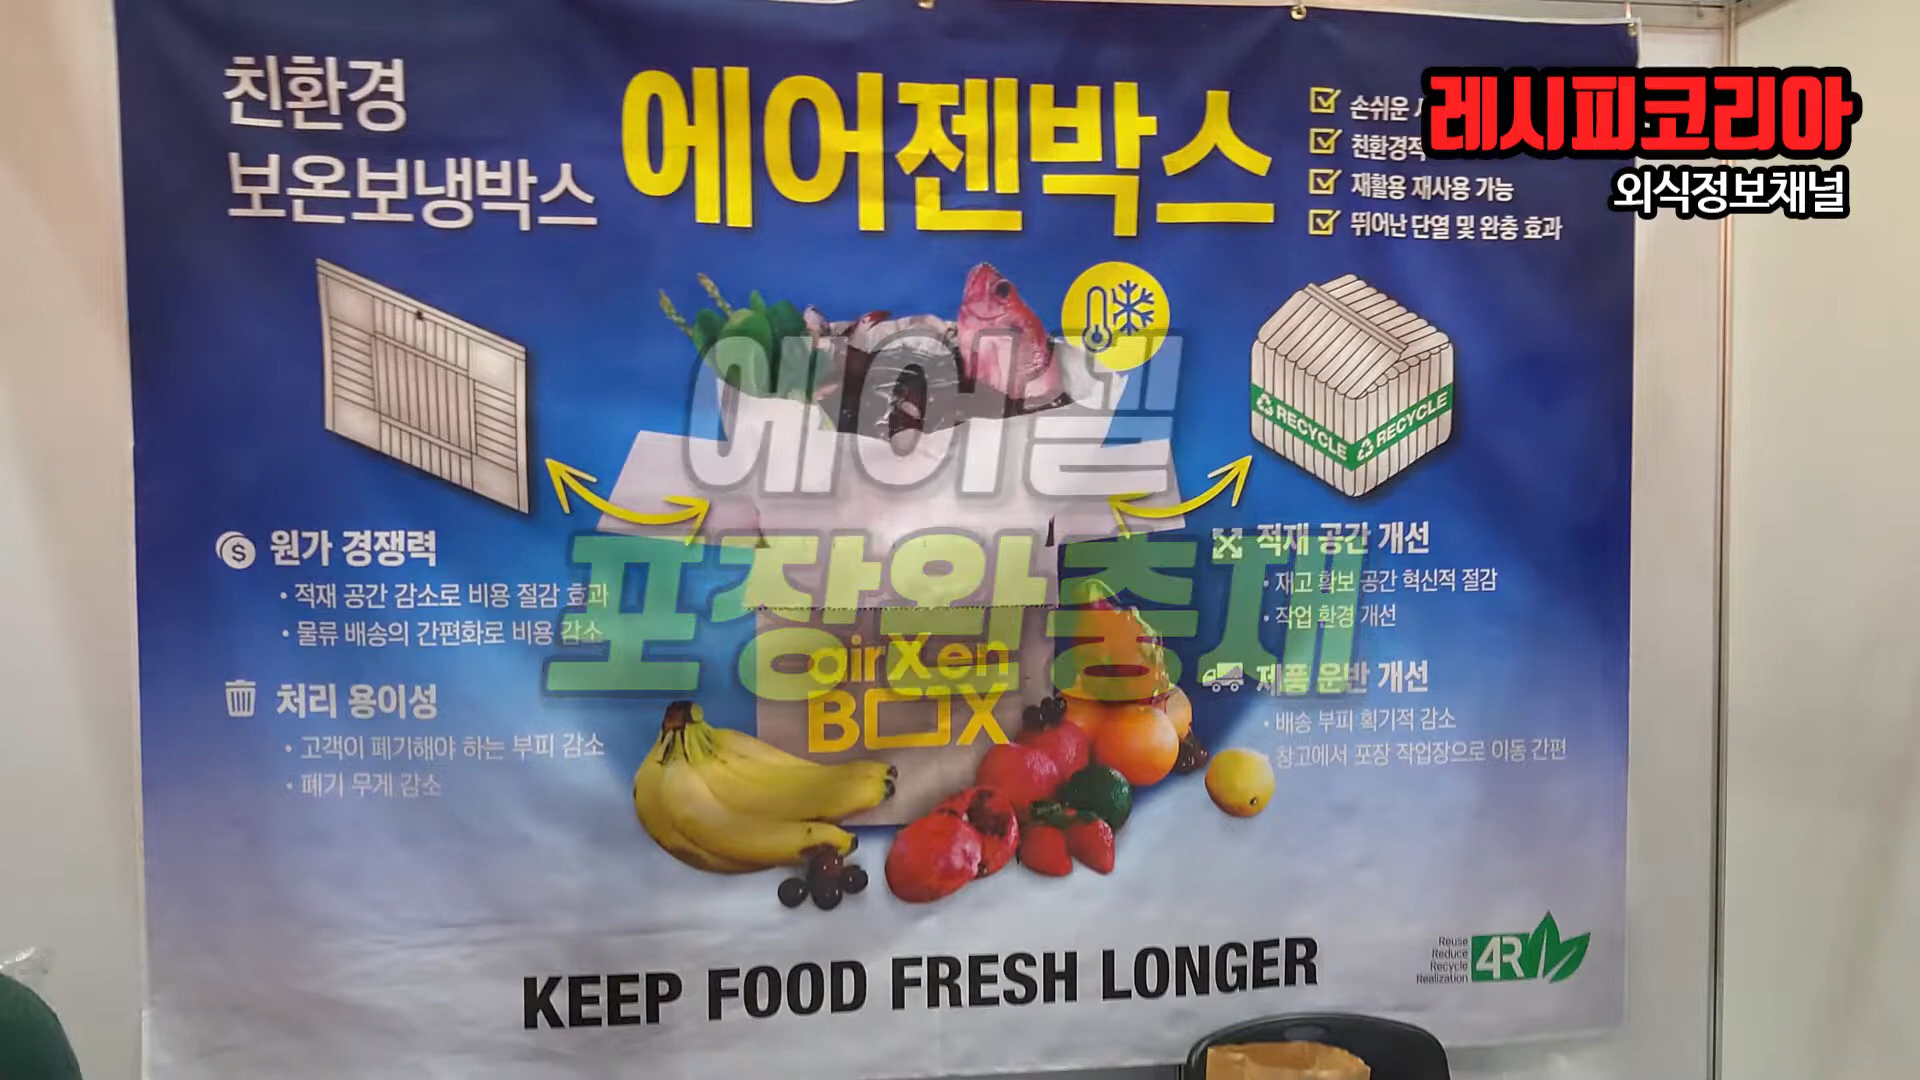 친환경
보온보냉박스
에어젠박스
손쉬운
친환경적
재활용 재사용 가능
뛰어난 단열 및 완충 효과
레시피코리아
외식정보채널
에어셀
포장완충재
RECYCLE
RECYCLE
원가 경쟁력
• 적재 공간 감소로 비용 절감 효과
• 물류 배송의 간편화로 비용 감소
처리 용이성
• 고객이 폐기해야 하는 부피 감소
• 폐기 무게 감소
airXen
BOX
적재 공간 개선
• 재고 확보 공간 혁신적 절감
• 작업 환경 개선
제품 운반 개선
• 배송 부피 획기적 감소
• 창고에서 포장 작업장으로 이동 간편
KEEP FOOD FRESH LONGER
Reuse
Reduce
Recycle
Realization
4R